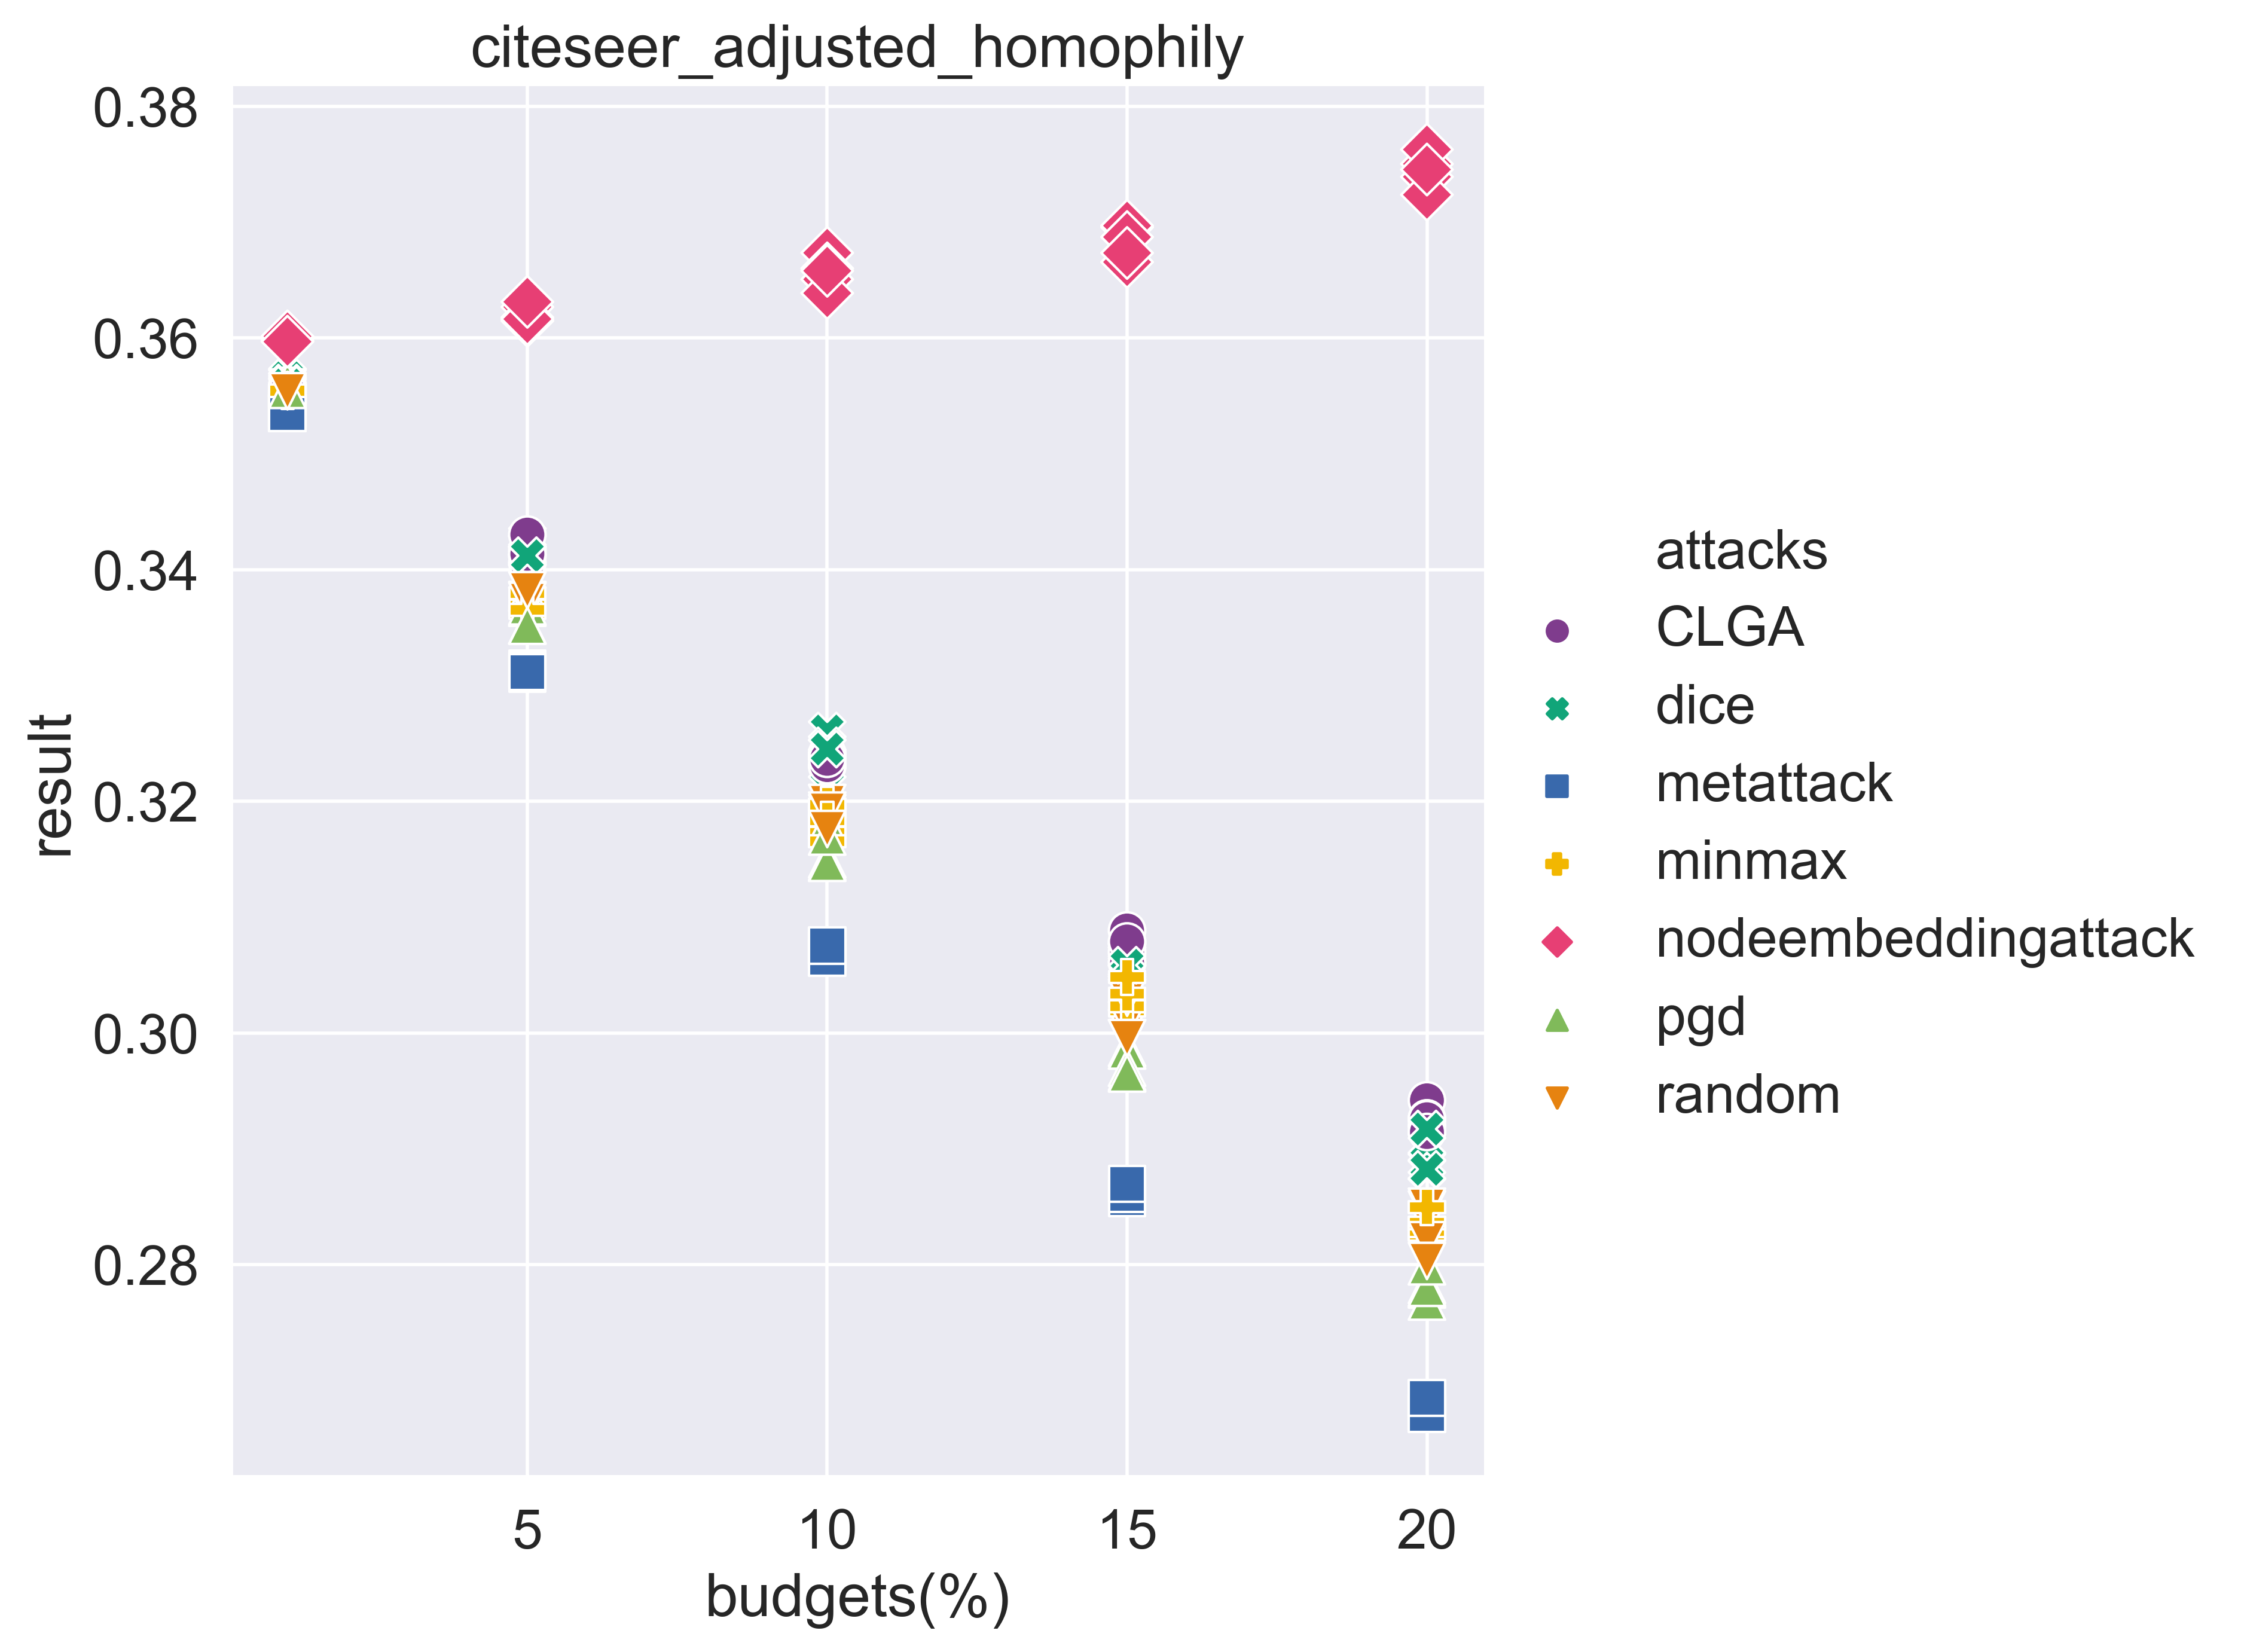 citeseer_adjusted_homophily
0.38
0.36
0.34
0.32
0.30
0.28
result
5 10 15 20
budgets(%)
attacks
CLGA
dice
metattack
minmax
nodeembeddingattack
pgd
random